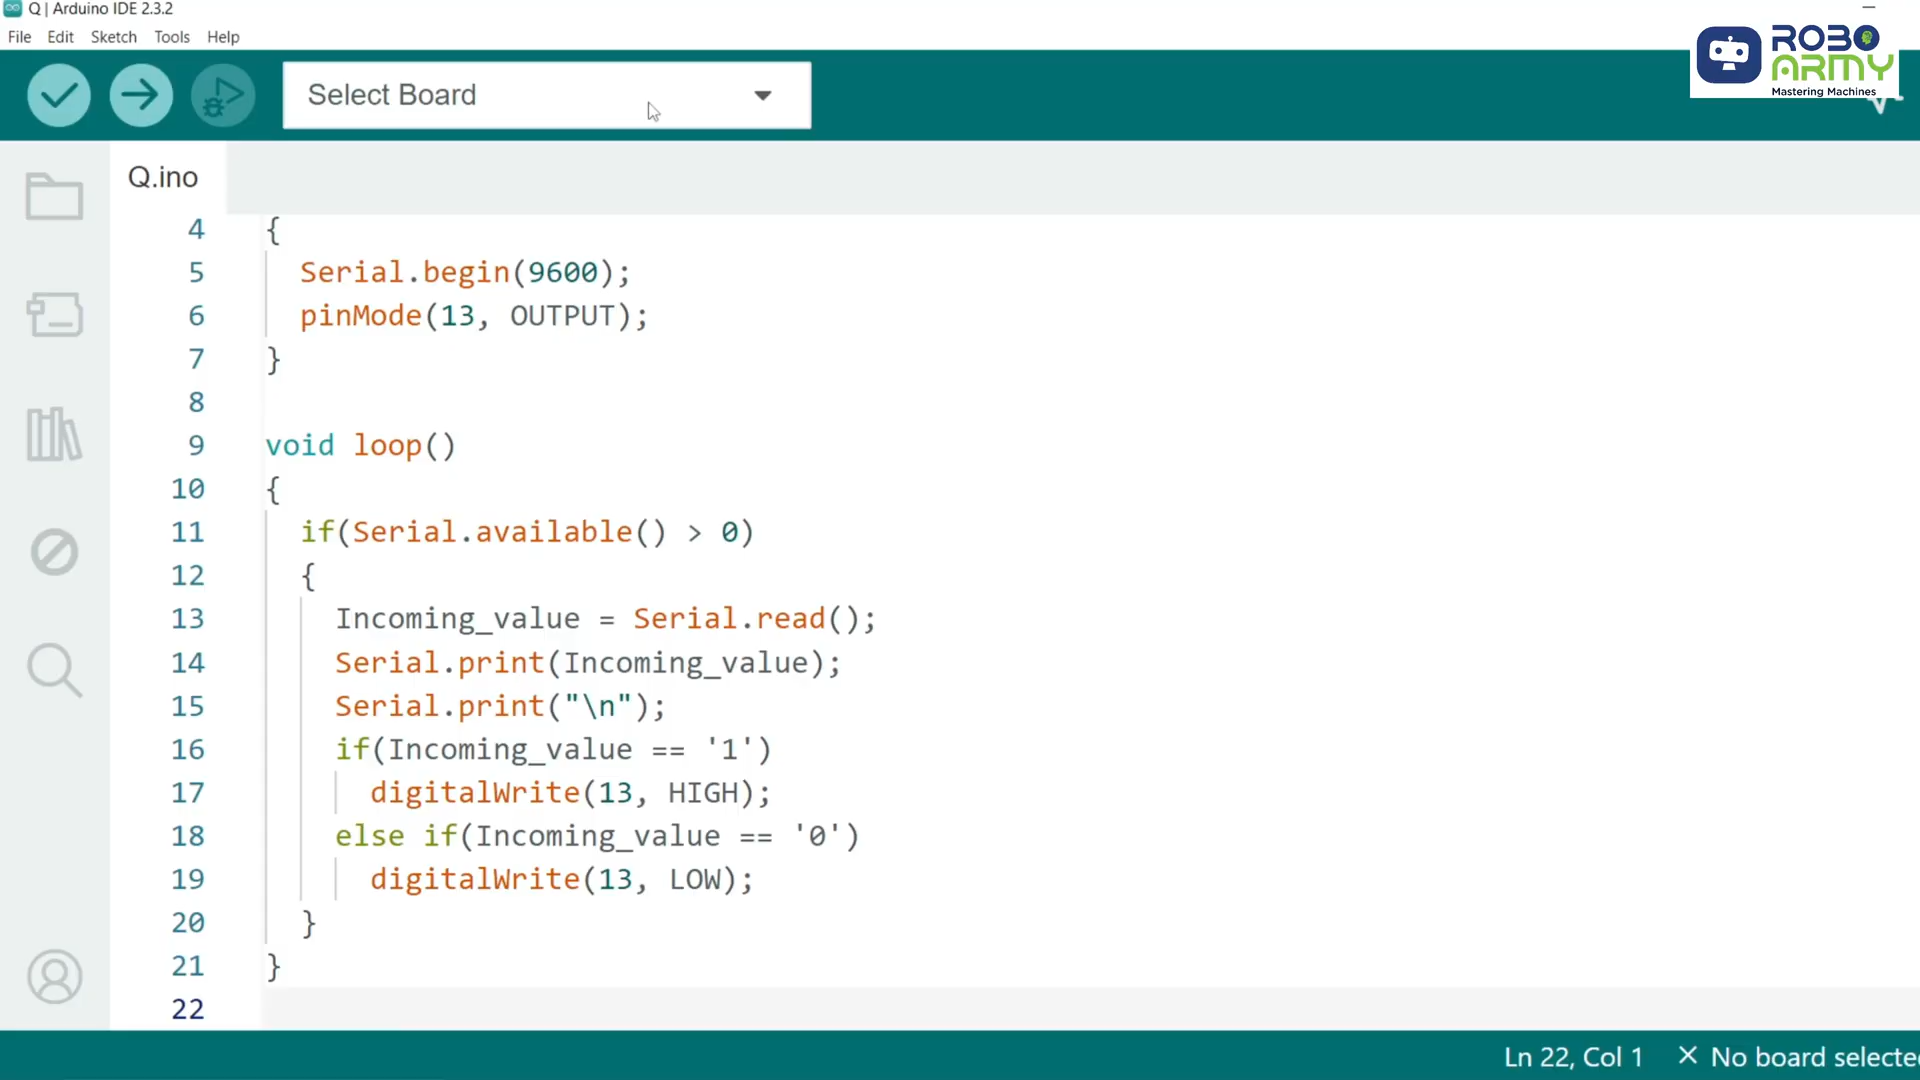 Q | Arduino IDE 2.3.2
File Edit Sketch Tools Help
ROBO
ARMY
Mastering Machines
Select Board
Q.ino
4 {
5 Serial.begin(9600);
6 pinMode(13, OUTPUT);
7 }
8
9 void loop()
10 {
11 if(Serial.available() > 0)
12 {
13 Incoming_value = Serial.read();
14 Serial.print(Incoming_value);
15 Serial.print("\n");
16 if(Incoming_value == '1')
17 digitalWrite(13, HIGH);
18 else if(Incoming_value == '0')
19 digitalWrite(13, LOW);
20 }
21 }
22
Ln 22, Col 1 × No board selecte